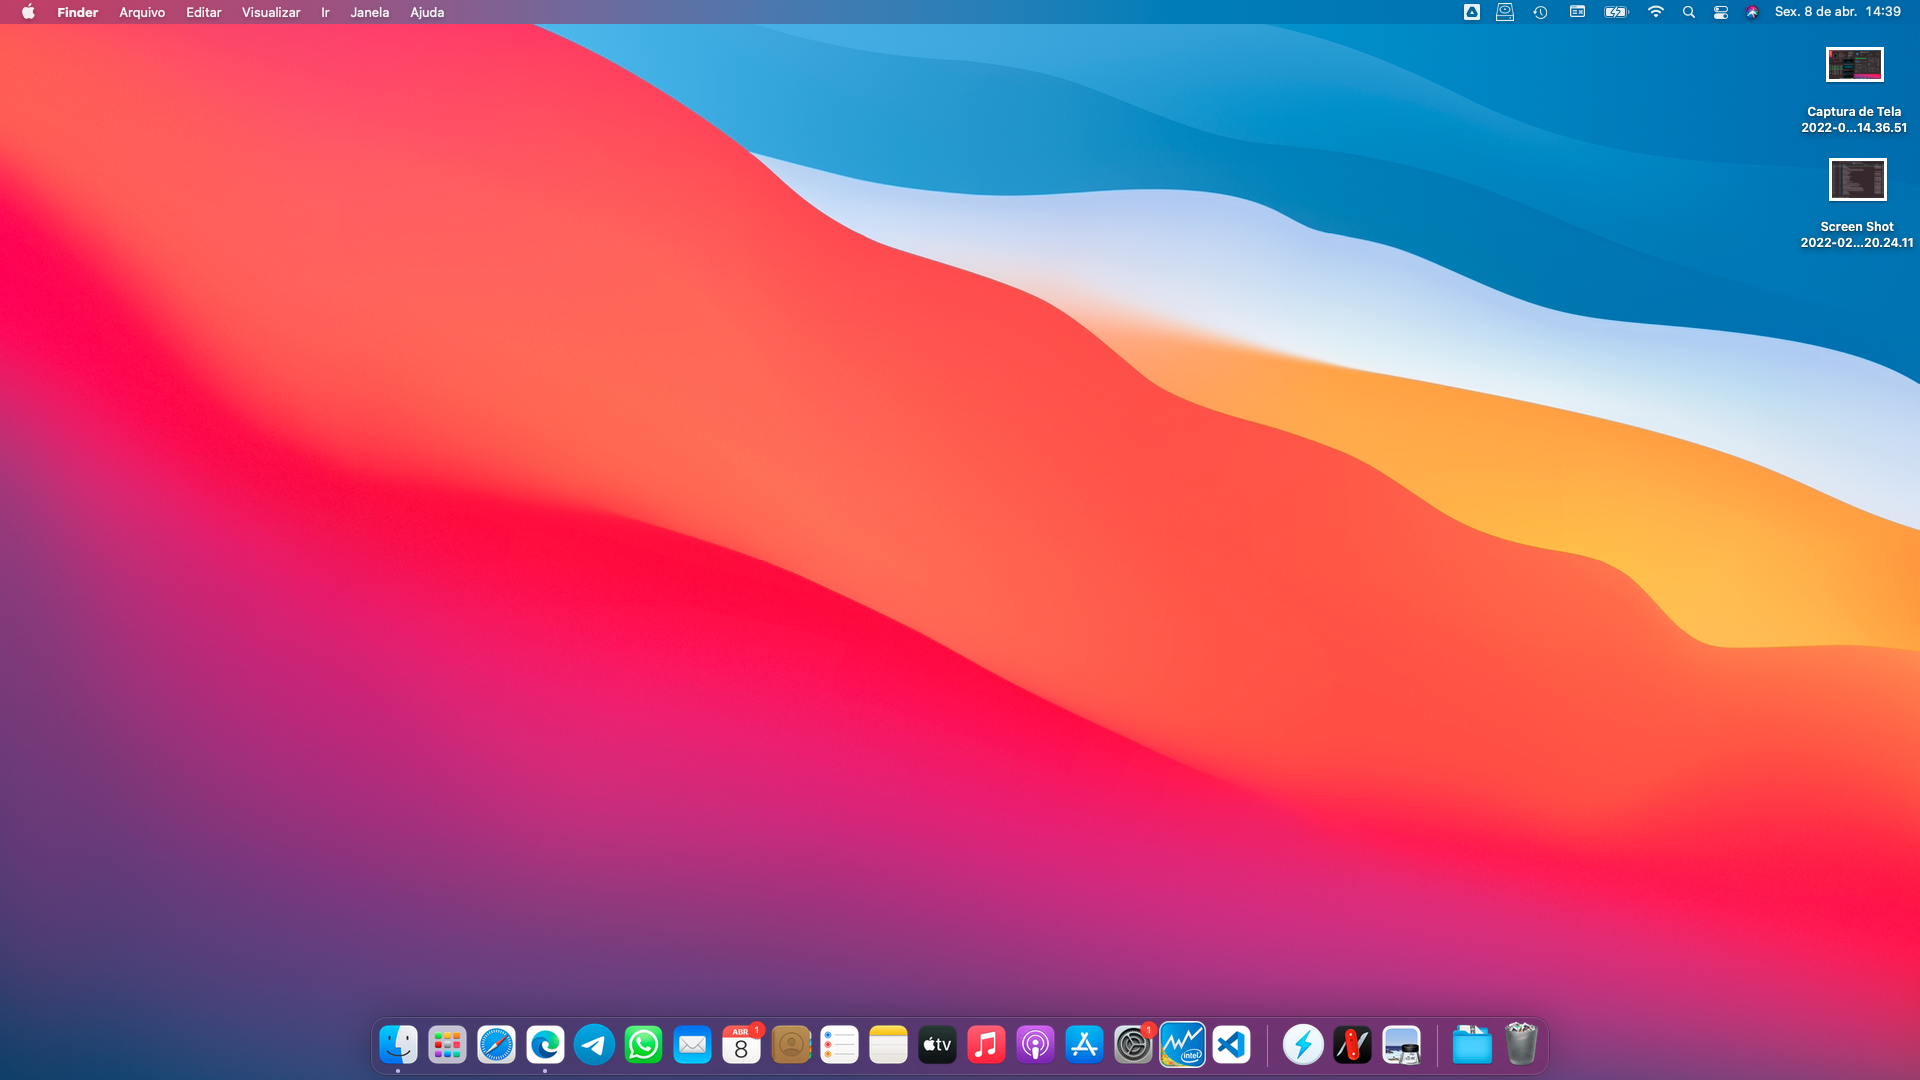 Finder Arquivo Editar Visualizar Ir Janela Ajuda Sex. 8 de abr. 14:39
Captura de Tela
2022-0...14.36.51
Screen Shot
2022-02...20.24.11
ABR 1
8
tv
1
intel